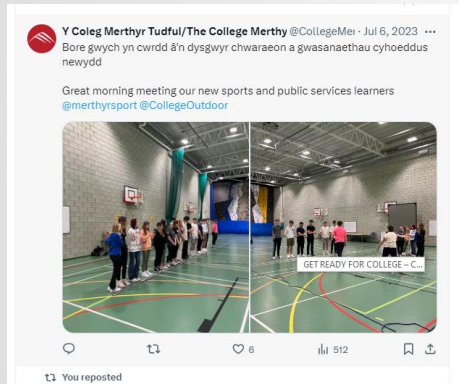 Y Coleg Merthyr Tudful/The College Merthy @CollegeMer · Jul 6, 2023 ···
Bore gwych yn cwrdd â'n dysgwyr chwaraeon a gwasanaethau cyhoeddus
newydd
Great morning meeting our new sports and public services learners
@merthyrsport @CollegeOutdoor
GET READY FOR COLLEGE – C...
6
512
You reposted